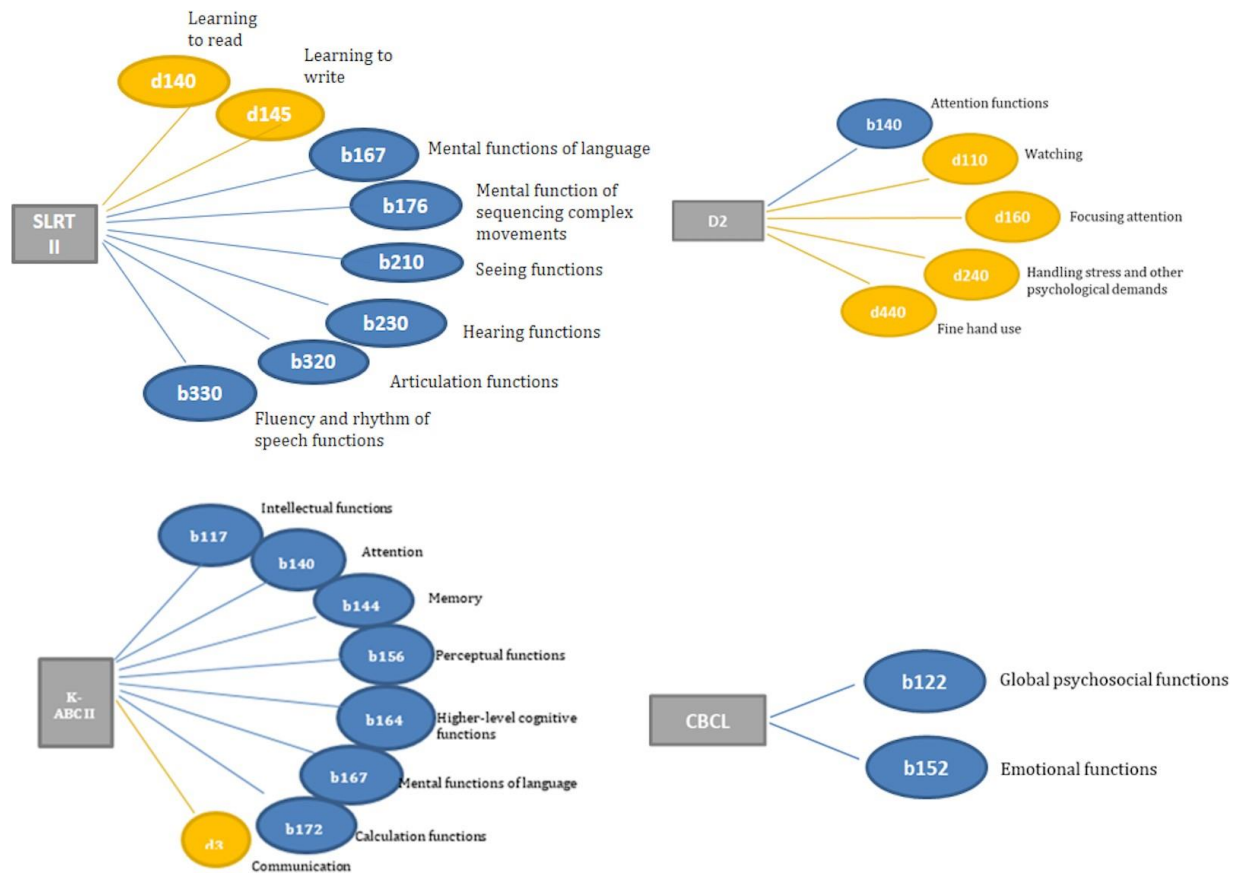 Learning
to read
d140
Learning to
write
d145
b167
Mental functions of language
b176
Mental function of
sequencing complex
movements
SLRT
II
b210
Seeing functions
b230
Hearing functions
b320
Articulation functions
b330
Fluency and rhythm of
speech functions
b140
Attention functions
d110
Watching
D2
d160
Focusing attention
d240
Handling stress and other
psychological demands
d440
Fine hand use
Intellectual functions
b117
b140
Attention
b144
Memory
b156
Perceptual functions
K-
ABC II
b164
Higher-level cognitive
functions
b167
Mental functions of language
b172
Calculation functions
d3
Communication
b122
Global psychosocial functions
CBCL
b152
Emotional functions